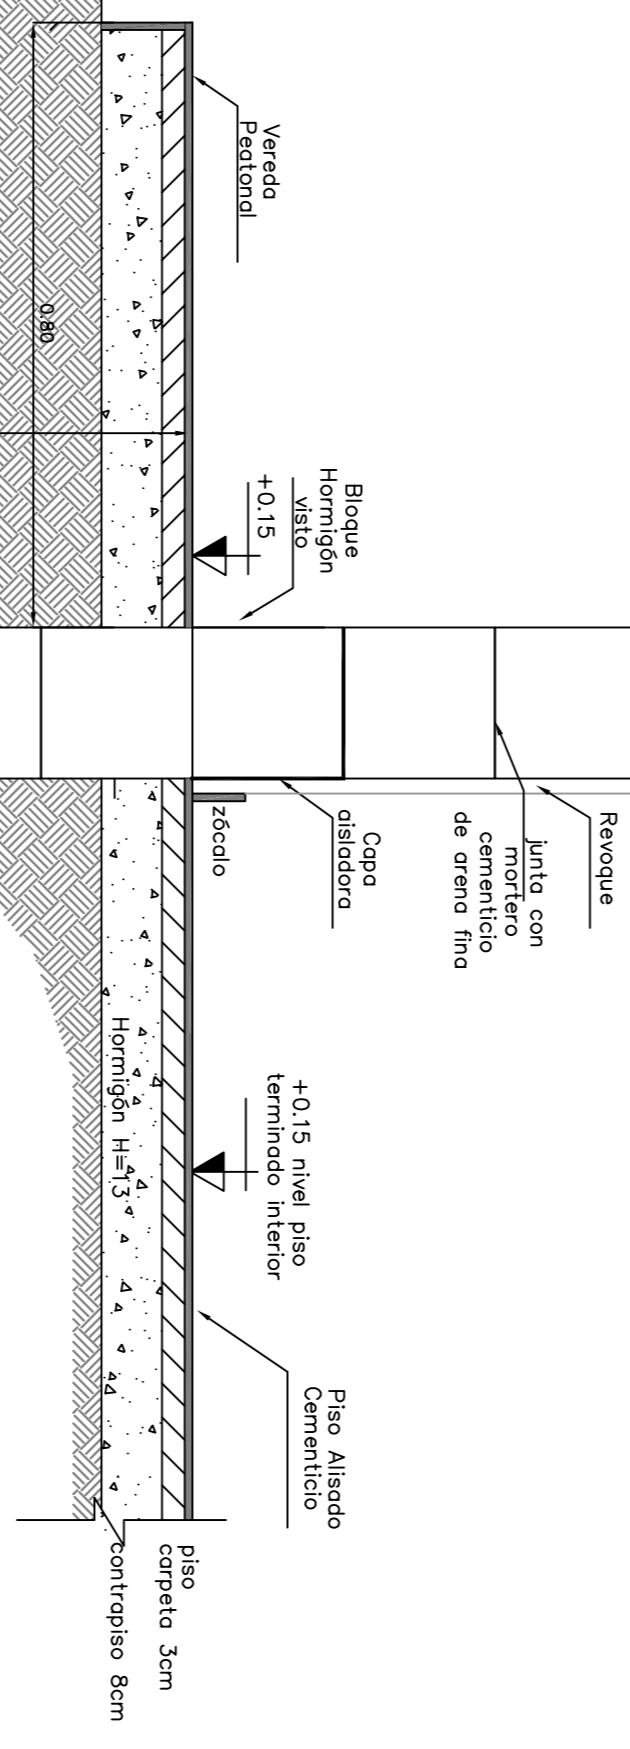 Revoque
junta con
mortero
cementicio
de arena fina
Bloque
Hormigón
visto
Capa
aisladora
Piso Alisado
Cementicio
+0.15 nivel piso
terminado interior
Vereda
Peatonal
+0.15
zócalo
piso
carpeta 3cm
contrapiso 8cm
Hormigón H=13
0.80